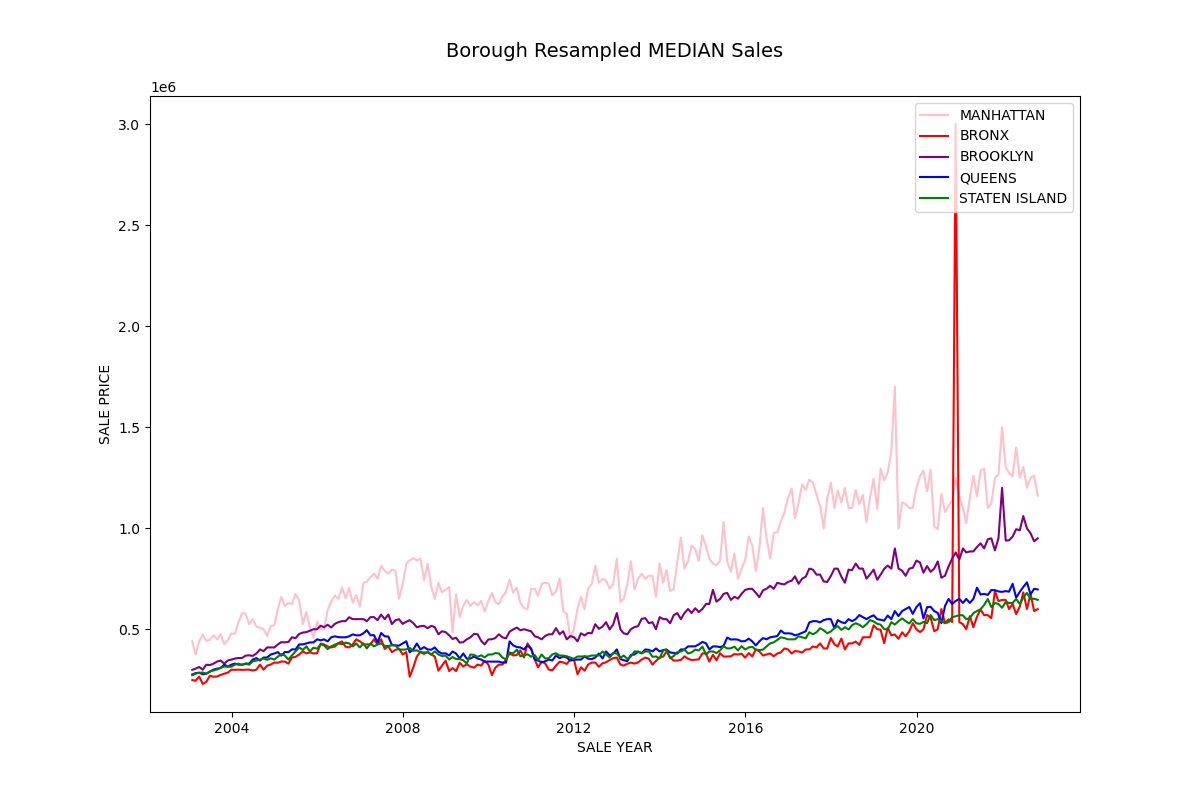 Borough Resampled MEDIAN Sales
1e6
3.0
2.5
2.0
1.5
1.0
0.5
SALE PRICE
MANHATTAN
BRONX
BROOKLYN
QUEENS
STATEN ISLAND
2004 2008 2012 2016 2020
SALE YEAR